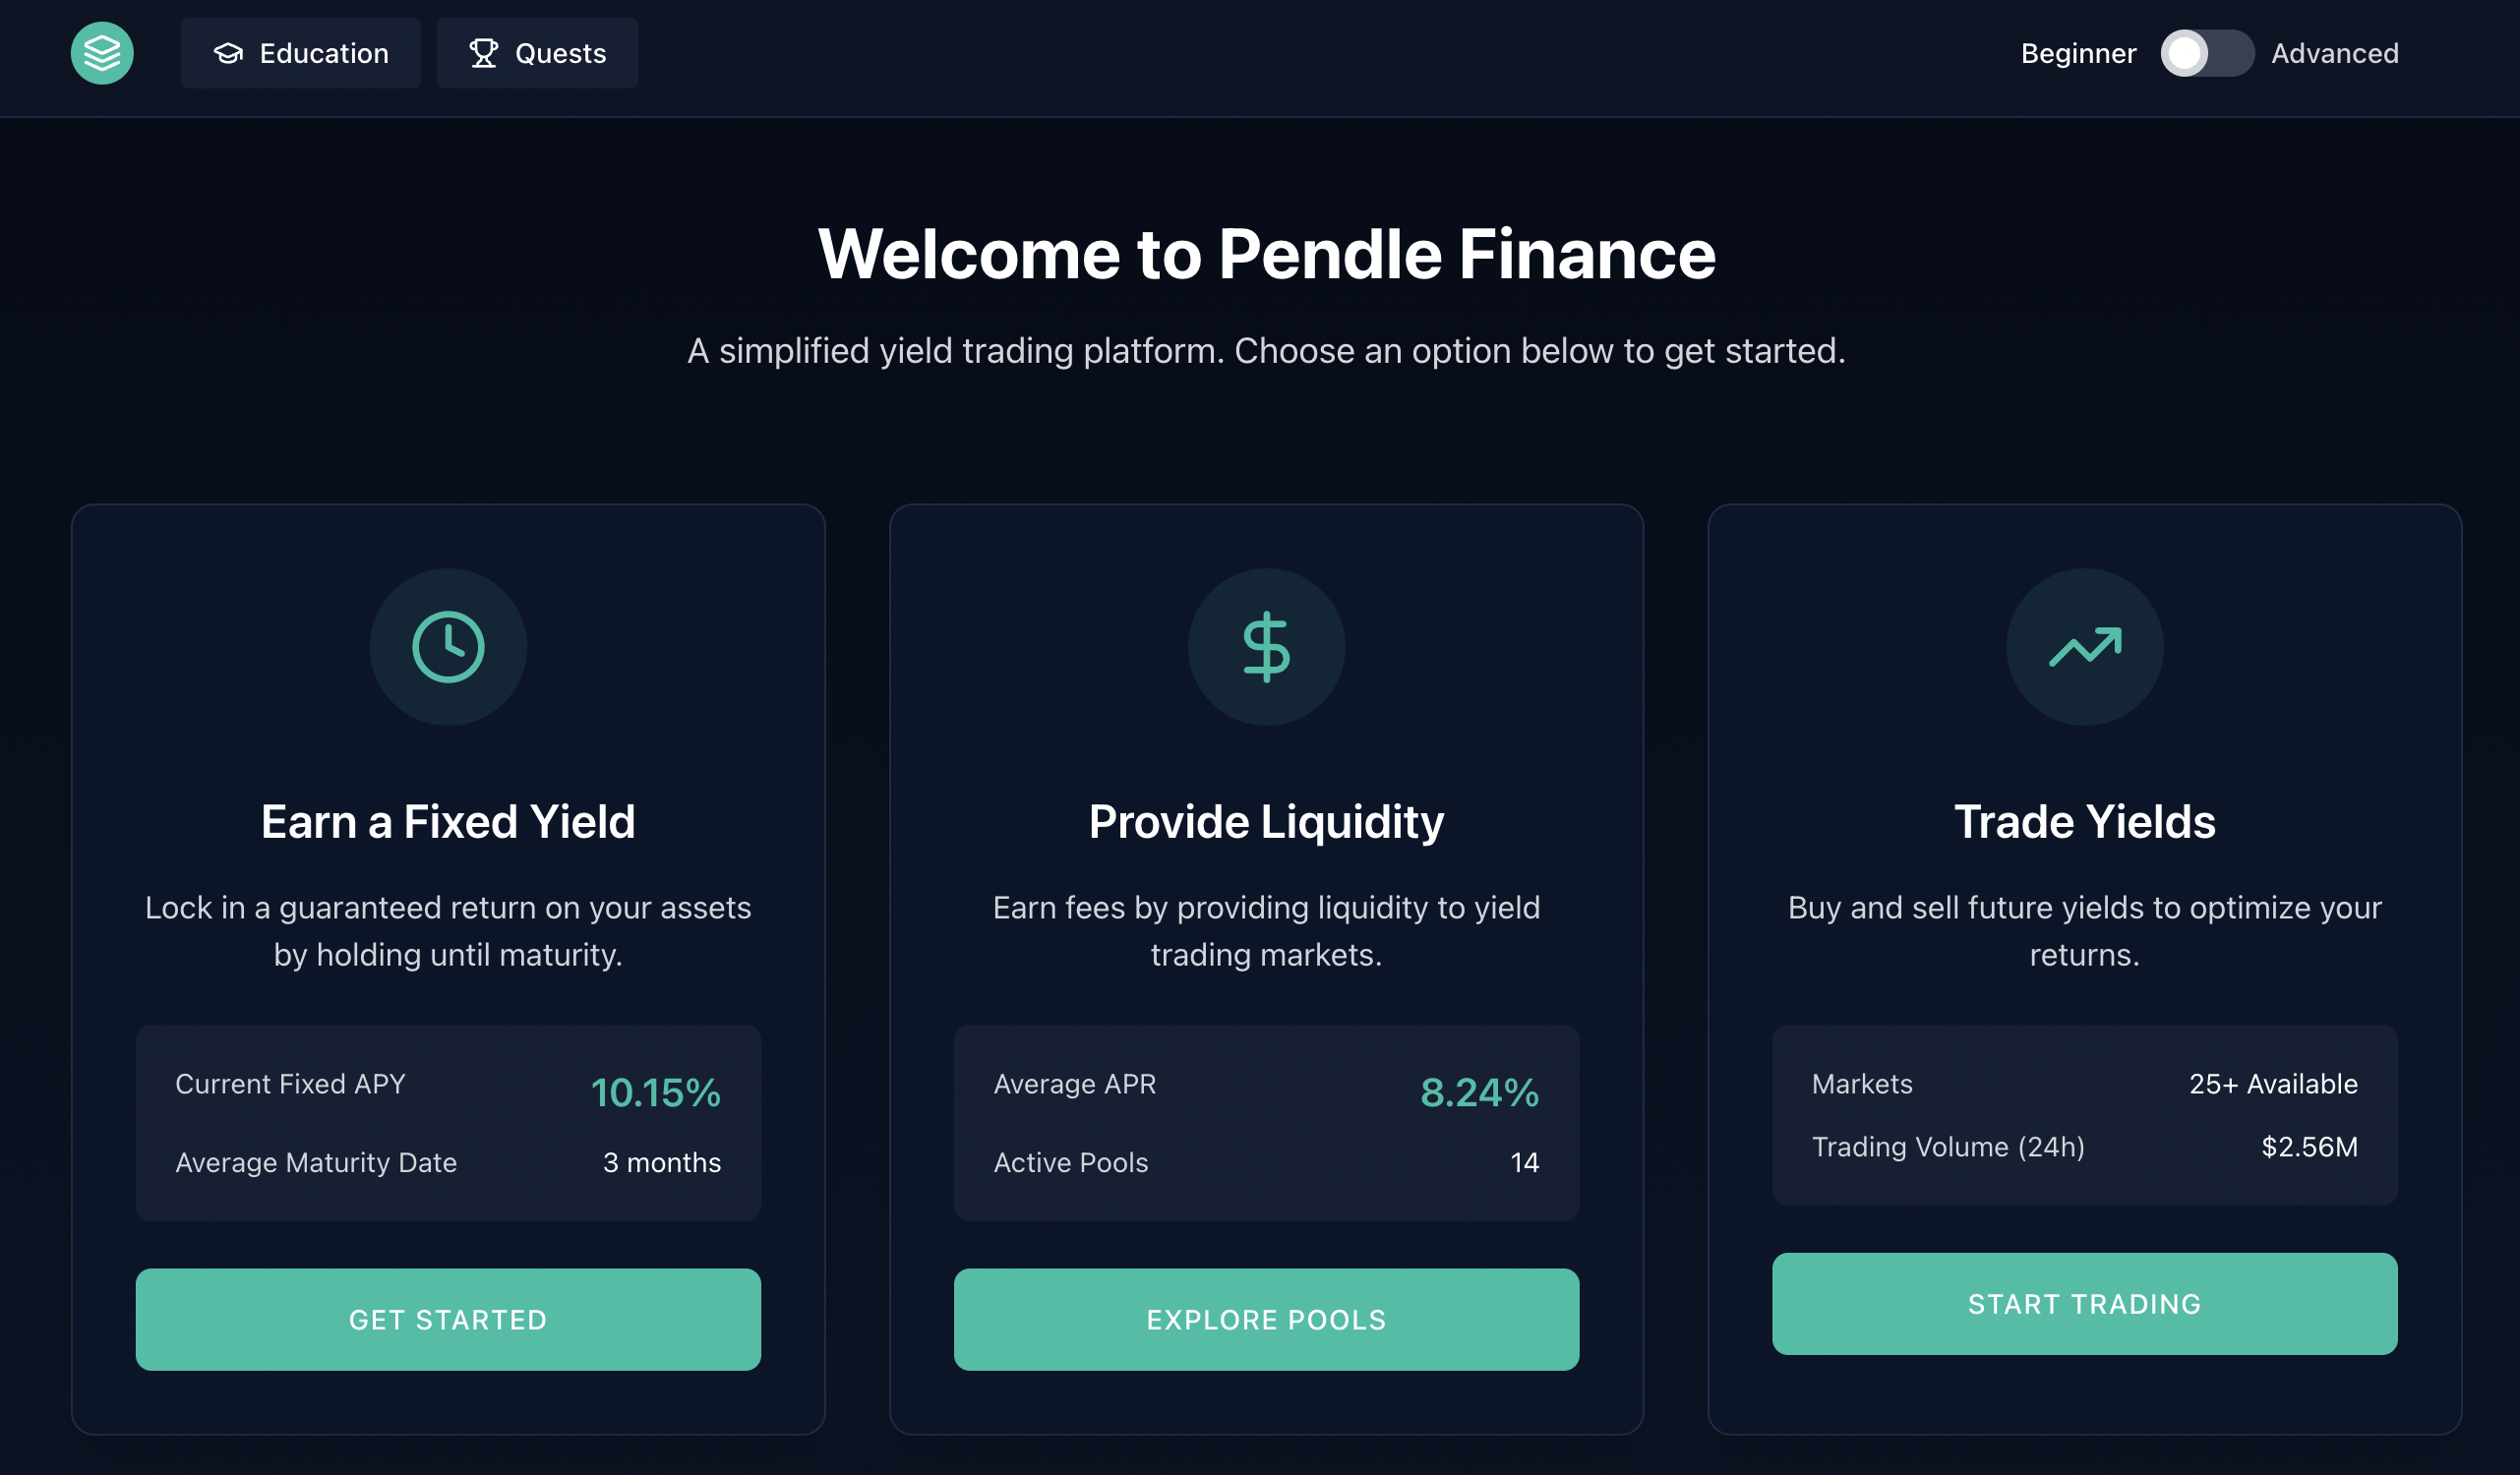 Education
Quests
Beginner
Advanced
Welcome to Pendle Finance
A simplified yield trading platform. Choose an option below to get started.
Earn a Fixed Yield
Lock in a guaranteed return on your assets
by holding until maturity.
Current Fixed APY 10.15%
Average Maturity Date 3 months
GET STARTED
Provide Liquidity
Earn fees by providing liquidity to yield
trading markets.
Average APR 8.24%
Active Pools 14
EXPLORE POOLS
Trade Yields
Buy and sell future yields to optimize your
returns.
Markets 25+ Available
Trading Volume (24h) $2.56M
START TRADING